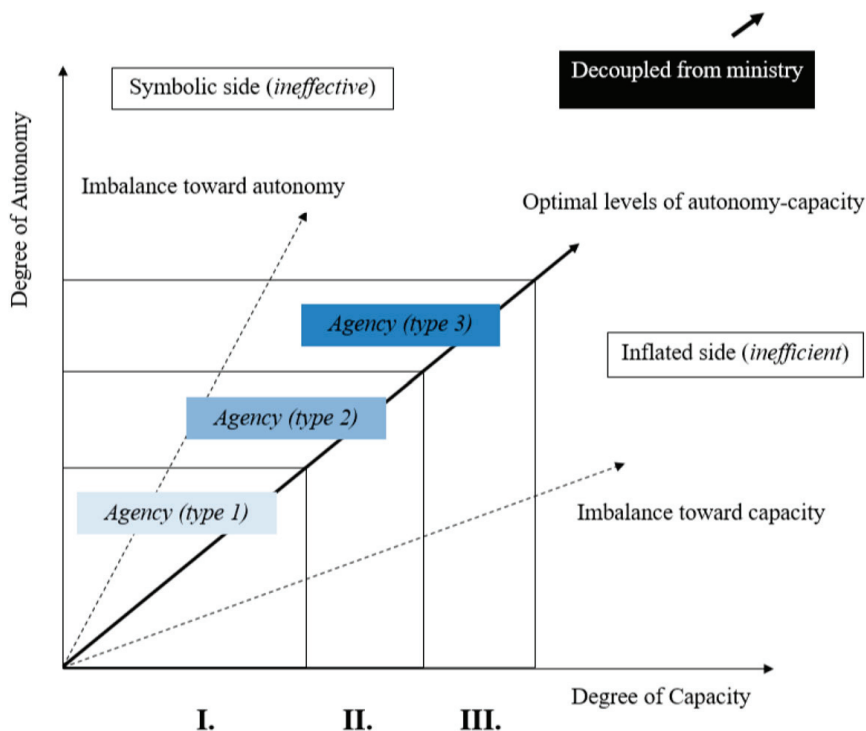 Decoupled from ministry
Symbolic side (ineffective)
Degree of Autonomy
Imbalance toward autonomy
Optimal levels of autonomy-capacity
Agency (type 3)
Inflated side (inefficient)
Agency (type 2)
Agency (type 1)
Imbalance toward capacity
Degree of Capacity
I. II. III.